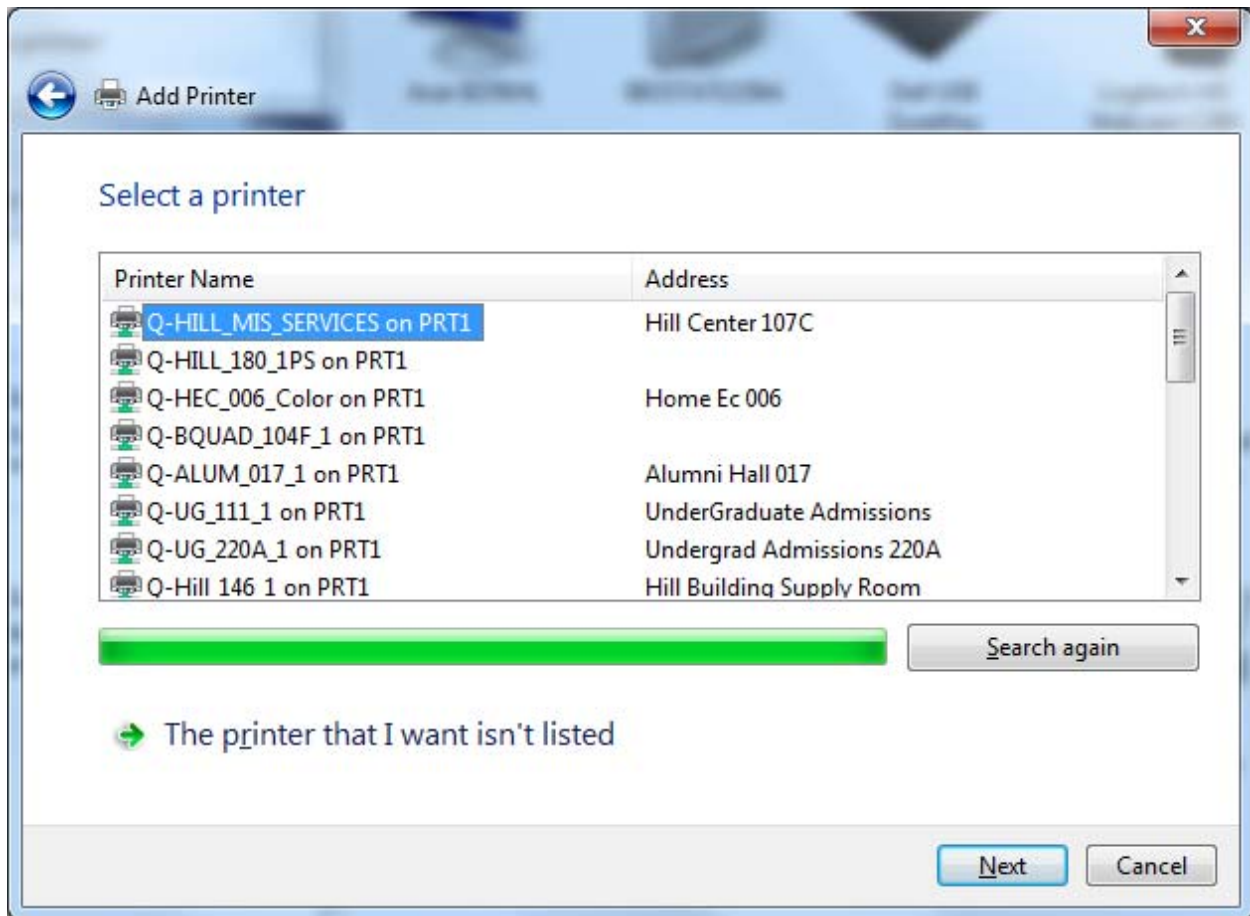 Add Printer
Select a printer
Printer Name Address
Q-HILL_MIS_SERVICES on PRT1 Hill Center 107C
Q-HILL_180_1PS on PRT1
Q-HEC_006_Color on PRT1 Home Ec 006
Q-BQUAD_104F_1 on PRT1
Q-ALUM_017_1 on PRT1 Alumni Hall 017
Q-UG_111_1 on PRT1 UnderGraduate Admissions
Q-UG_220A_1 on PRT1 Undergrad Admissions 220A
Q-Hill 146 1 on PRT1 Hill Building Supply Room
Search again
The printer that I want isn't listed
Next Cancel